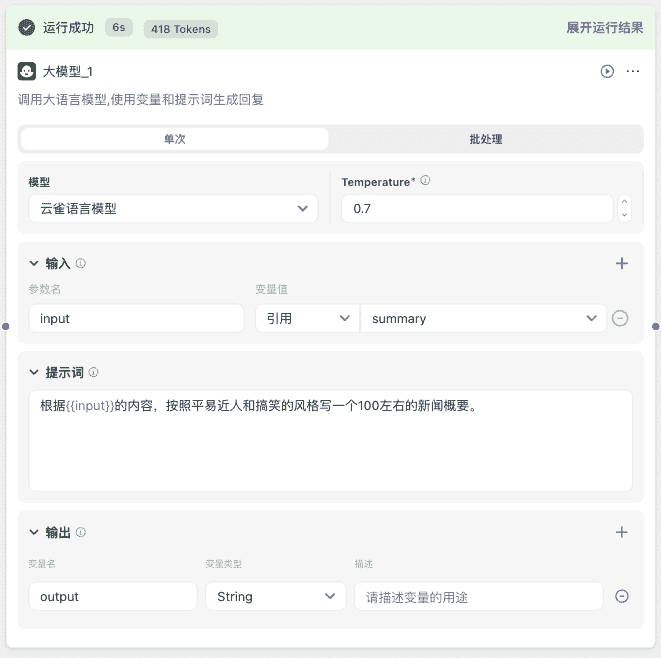 运行成功 6s 418 Tokens 展开运行结果
大模型_1
调用大语言模型,使用变量和提示词生成回复
单次 批处理
模型 Temperature*
云雀语言模型 0.7
输入
参数名 变量值
input 引用 summary
提示词
根据{{input}}的内容，按照平易近人和搞笑的风格写一个100左右的新闻概要。
输出
变量名 变量类型 描述
output String 请描述变量的用途